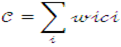 𝒞 = ∑ wici
i